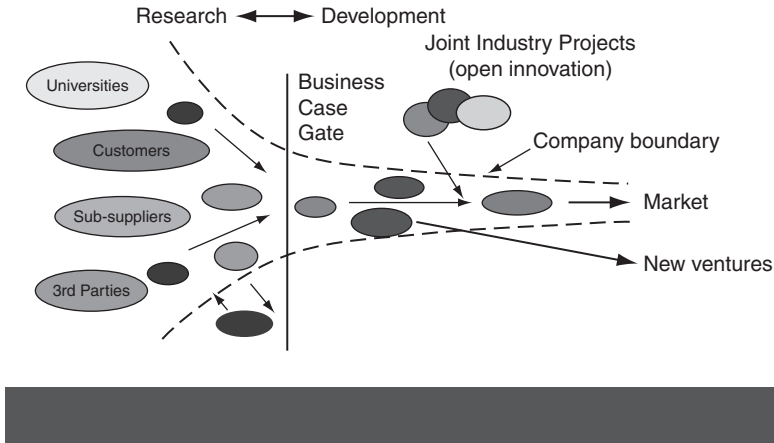 Research Development
Joint Industry Projects
(open innovation)
Universities
Business
Case
Gate
Customers
Company boundary
Sub-suppliers
Market
New ventures
3rd Parties